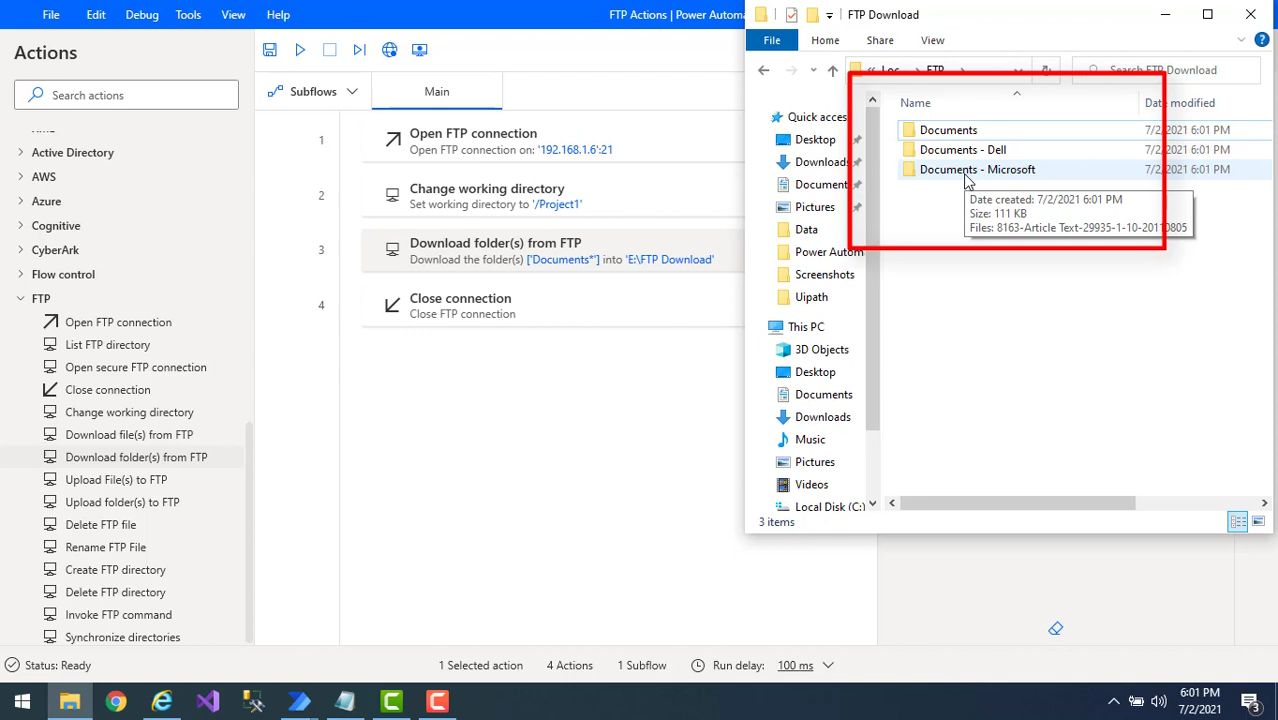 File Edit Debug Tools View Help FTP Actions | Power Automa
Actions
Search actions
Active Directory
AWS
Azure
Cognitive
CyberArk
Flow control
FTP
Open FTP connection
List FTP directory
Open secure FTP connection
Close connection
Change working directory
Download file(s) from FTP
Download folder(s) from FTP
Upload File(s) to FTP
Upload folder(s) to FTP
Delete FTP file
Rename FTP File
Create FTP directory
Delete FTP directory
Invoke FTP command
Synchronize directories
Subflows Main
1 Open FTP connection
Open FTP connection on: '192.168.1.6':21
2 Change working directory
Set working directory to '/Project1'
3 Download folder(s) from FTP
Download the folder(s) ['Documents*'] into 'E:\FTP Download'
4 Close connection
Close FTP connection
FTP Download
File Home Share View
« Loc FTP Search FTP Download
Quick acces
Desktop
Downloads
Document
Pictures
Data
Power Autom
Screenshots
Uipath
This PC
3D Objects
Desktop
Documents
Downloads
Music
Pictures
Videos
Local Disk (C:)
Name Date modified
Documents 7/2/2021 6:01 PM
Documents - Dell 7/2/2021 6:01 PM
Documents - Microsoft 7/2/2021 6:01 PM
Date created: 7/2/2021 6:01 PM
Size: 111 KB
Files: 8163-Article Text-29935-1-10-20110805
3 items
Status: Ready 1 Selected action 4 Actions 1 Subflow Run delay: 100 ms
6:01 PM
7/2/2021
3